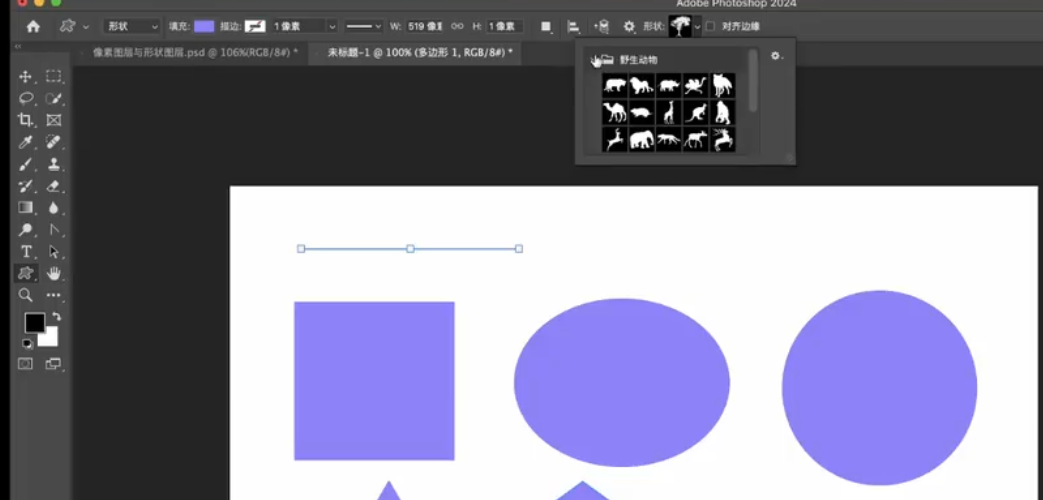 Adobe Photoshop 2024
形状 填充: 描边: 1 像素 W: 519 像 H: 1 像素 形状: 对齐边缘
像素图层与形状图层.psd @ 106%(RGB/8#) * 未标题-1 @ 100% (多边形 1, RGB/8#) *
野生动物